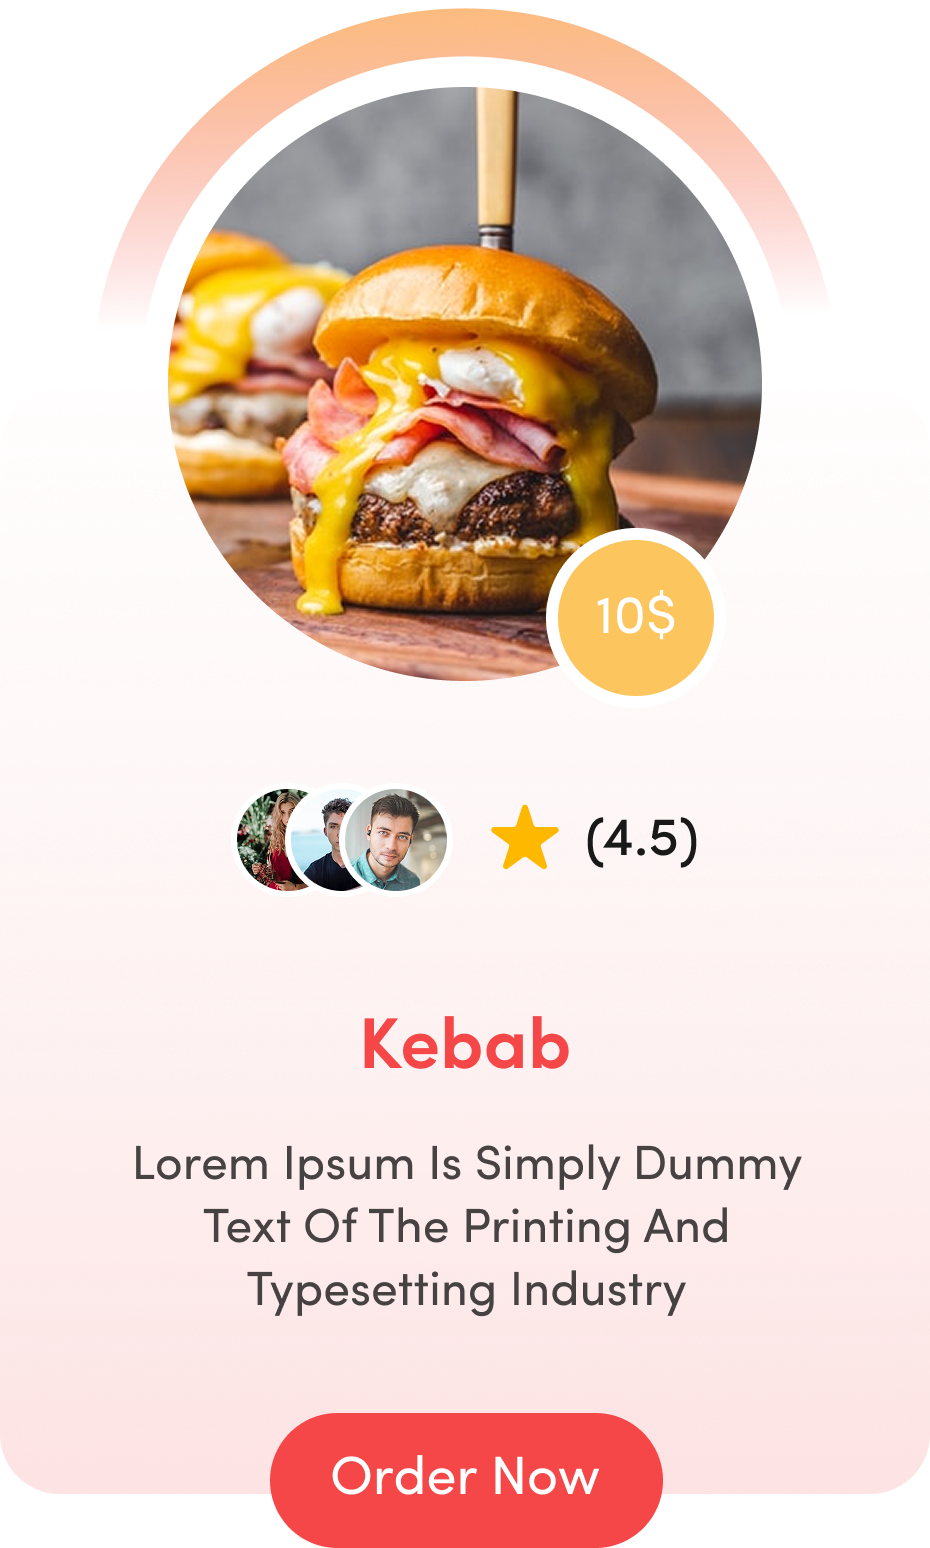 10$
(4.5)
Kebab
Lorem Ipsum Is Simply Dummy
Text Of The Printing And
Typesetting Industry
Order Now